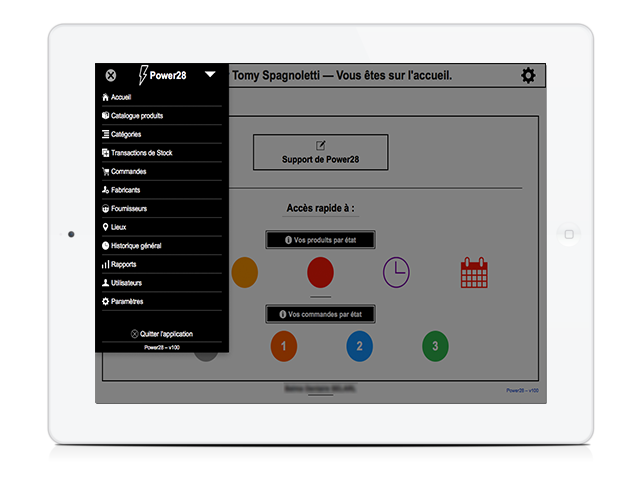 Power28
Tomy Spagnoletti — Vous êtes sur l'accueil.
Accueil
Catalogue produits
Catégories
Transactions de Stock
Commandes
Fabricants
Fournisseurs
Lieux
Historique général
Rapports
Utilisateurs
Paramètres
Quitter l'application
Power28 – v100
Support de Power28
Accès rapide à :
Vos produits par état
Vos commandes par état
1
2
3
Power28 – v100